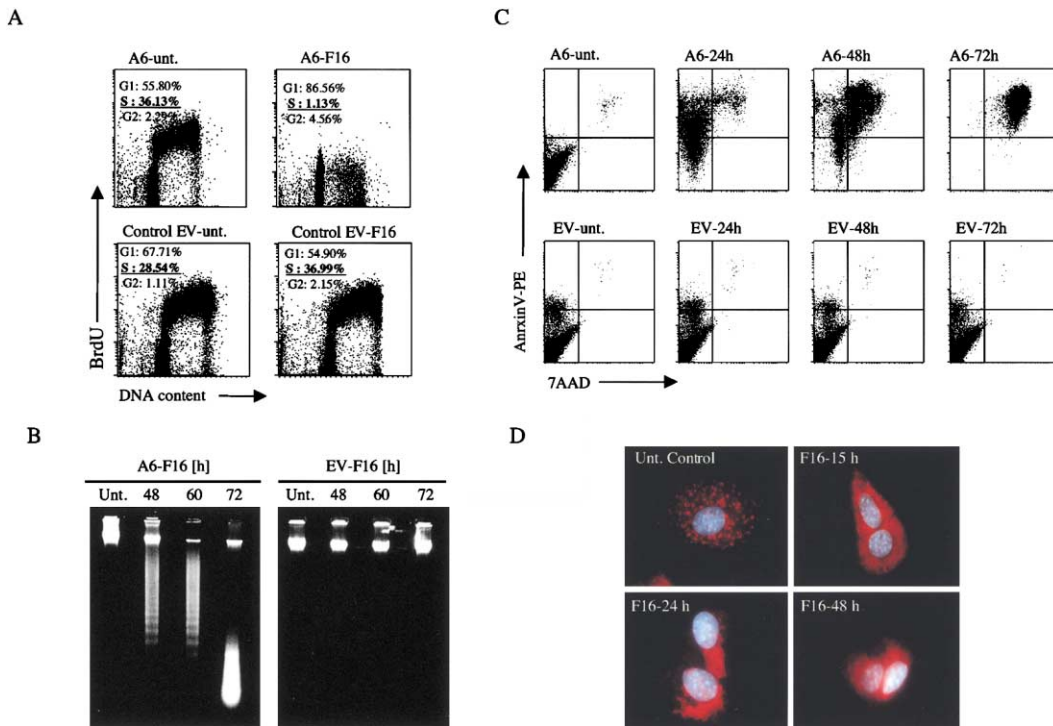 A
A6-unt.
A6-F16
G1: 55.80%
S : 36.13%
G2: 2.29%
G1: 86.56%
S : 1.13%
G2: 4.56%
Control EV-unt.
Control EV-F16
G1: 67.71%
S : 28.54%
G2: 1.11%
G1: 54.90%
S : 36.99%
G2: 2.15%
BrdU
DNA content
C
A6-unt.
A6-24h
A6-48h
A6-72h
EV-unt.
EV-24h
EV-48h
EV-72h
Anrxin V-PE
7AAD
B
A6-F16 [h]
EV-F16 [h]
Unt. 48 60 72
Unt. 48 60 72
D
Unt. Control
F16-15 h
F16-24 h
F16-48 h